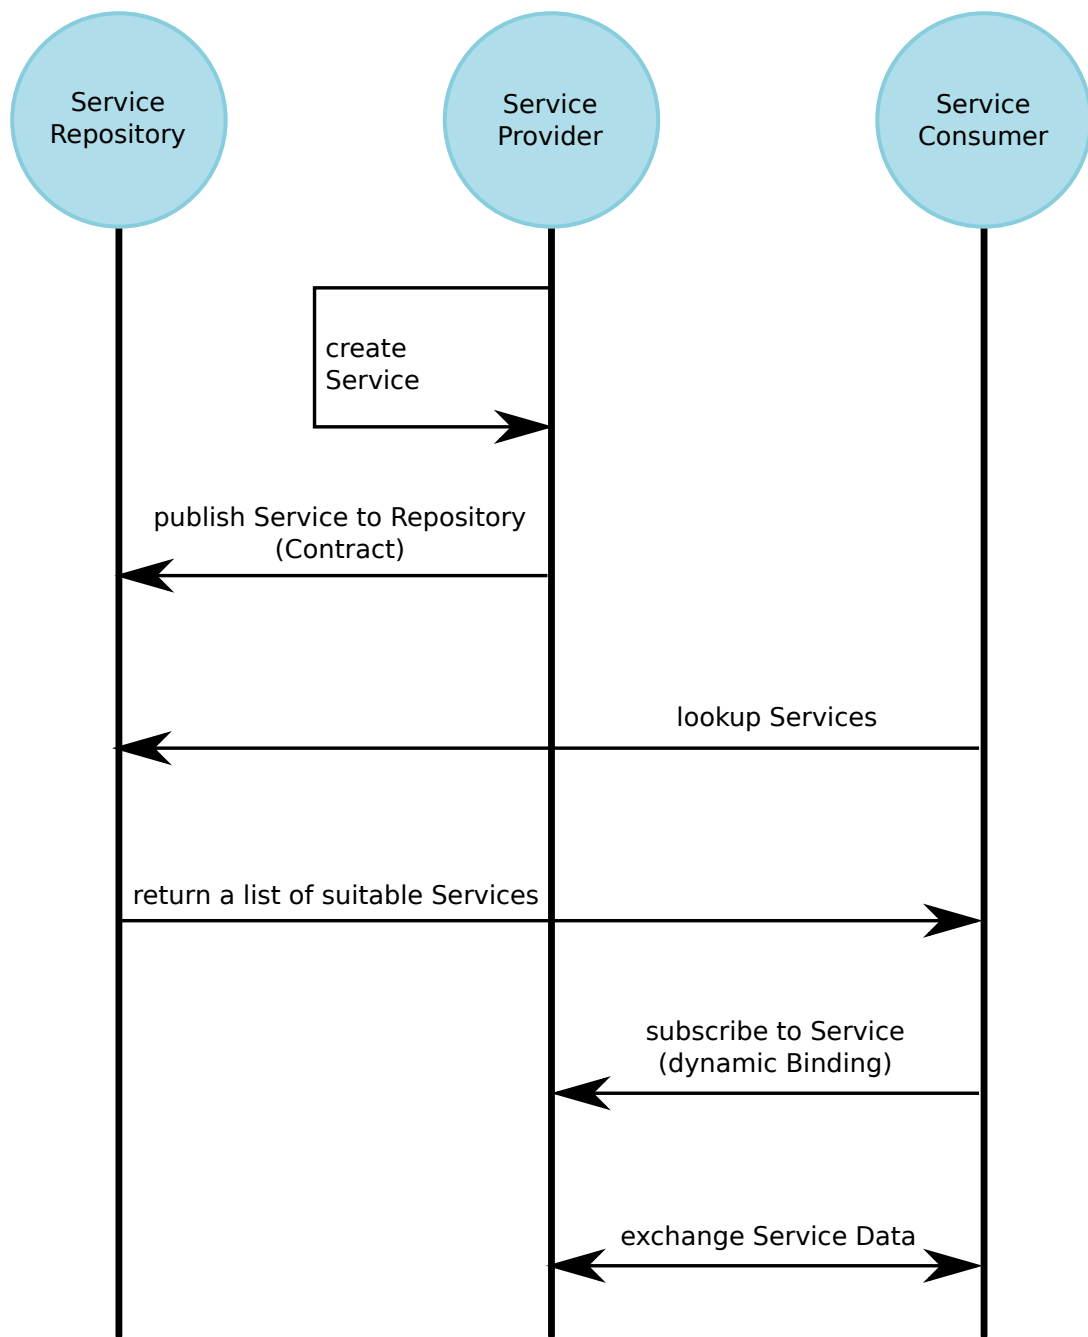 Service
Repository
Service
Provider
Service
Consumer
create
Service
publish Service to Repository
(Contract)
lookup Services
return a list of suitable Services
subscribe to Service
(dynamic Binding)
exchange Service Data